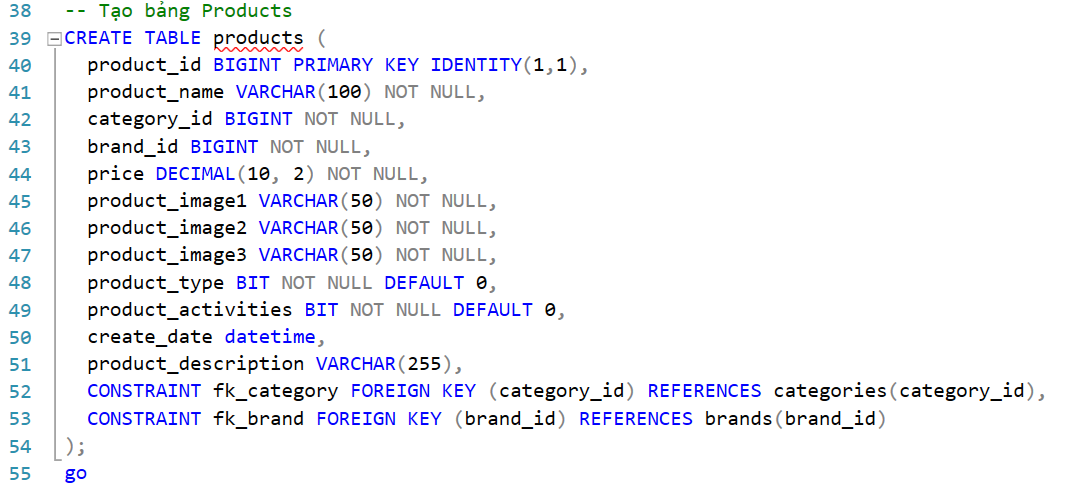 38 -- Tạo bảng Products
39 CREATE TABLE products (
40 product_id BIGINT PRIMARY KEY IDENTITY(1,1),
41 product_name VARCHAR(100) NOT NULL,
42 category_id BIGINT NOT NULL,
43 brand_id BIGINT NOT NULL,
44 price DECIMAL(10, 2) NOT NULL,
45 product_image1 VARCHAR(50) NOT NULL,
46 product_image2 VARCHAR(50) NOT NULL,
47 product_image3 VARCHAR(50) NOT NULL,
48 product_type BIT NOT NULL DEFAULT 0,
49 product_activities BIT NOT NULL DEFAULT 0,
50 create_date datetime,
51 product_description VARCHAR(255),
52 CONSTRAINT fk_category FOREIGN KEY (category_id) REFERENCES categories(category_id),
53 CONSTRAINT fk_brand FOREIGN KEY (brand_id) REFERENCES brands(brand_id)
54 );
55 go